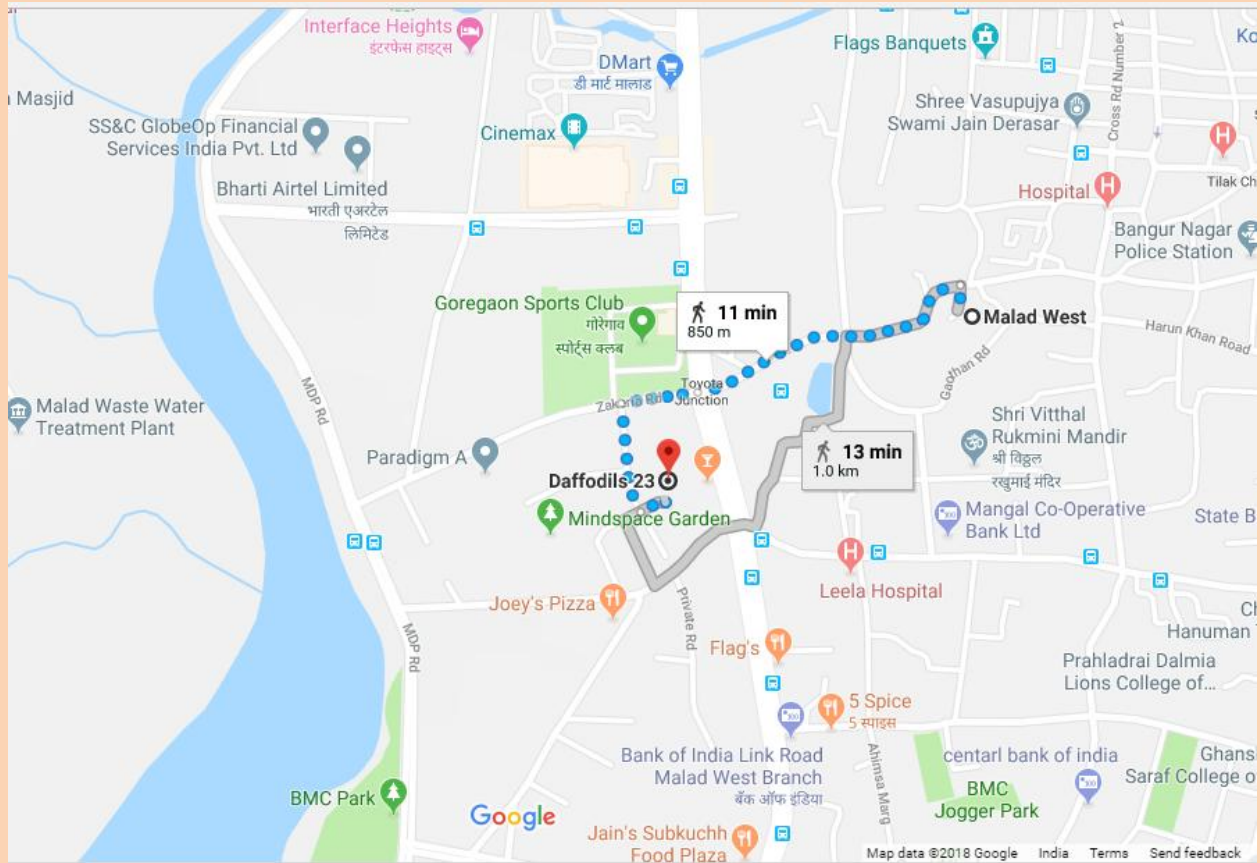 Interface Heights
इंटरफेस हाइट्स
Flags Banquets
DMart
डी मार्ट मालाड
Masjid
SS&C GlobeOp Financial
Services India Pvt. Ltd
Cinemax
Shree Vasupujya
Swami Jain Derasar
Cross Rd Number 2
Bharti Airtel Limited
भारती एअरटेल
लिमिटेड
Hospital
Tilak Ch
Bangur Nagar
Police Station
Goregaon Sports Club
गोरेगाव
स्पोर्ट्स क्लब
11 min
850 m
Malad West
Harun Khan Road
Gaothan Rd
MDP Rd
Toyota
Junction
Zakaria Rd
Malad Waste Water
Treatment Plant
Shri Vitthal
Rukmini Mandir
श्री विठ्ठल
रखुमाई मंदिर
Paradigm A
13 min
1.0 km
Daffodils 23
Mindspace Garden
Mangal Co-Operative
Bank Ltd
State B
Leela Hospital
Joey's Pizza
Private Rd
MDP Rd
Flag's
Hanuman
Prahladrai Dalmia
Lions College of...
5 Spice
5 स्पाइस
Bank of India Link Road
Malad West Branch
बँक ऑफ इंडिया
Ahimsa Marg
centarl bank of india
Ghans
Saraf College o
BMC Park
BMC
Jogger Park
Google
Jain's Subkuchh
Food Plaza
Map data ©2018 Google India Terms Send feedback